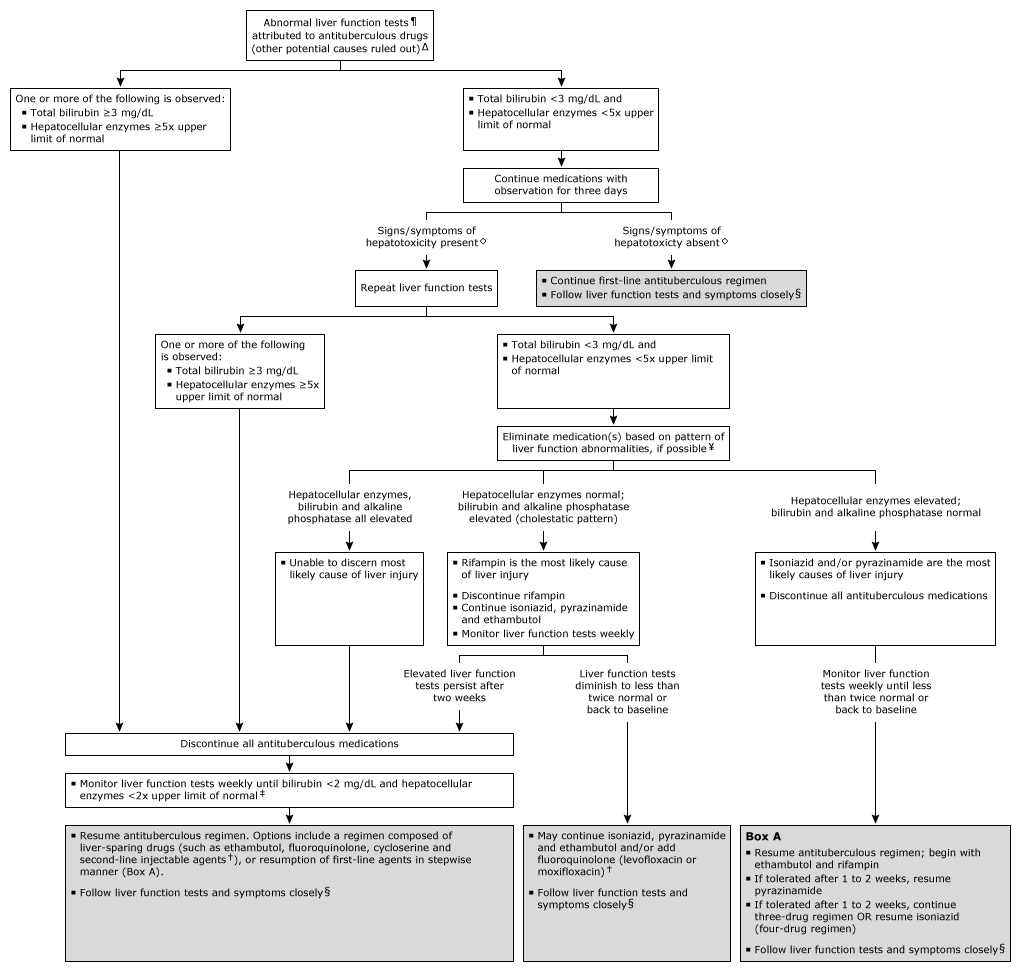 Abnormal liver function tests¶
attributed to antituberculous drugs
(other potential causes ruled out)Δ
One or more of the following is observed:
▪ Total bilirubin ≥3 mg/dL
▪ Hepatocellular enzymes ≥5x upper
limit of normal
▪ Total bilirubin <3 mg/dL and
▪ Hepatocellular enzymes <5x upper
limit of normal
Continue medications with
observation for three days
Signs/symptoms of
hepatotoxicity present◇
Signs/symptoms of
hepatotoxicity absent◇
Repeat liver function tests
▪ Continue first-line antituberculous regimen
▪ Follow liver function tests and symptoms closely§
One or more of the following
is observed:
▪ Total bilirubin ≥3 mg/dL
▪ Hepatocellular enzymes ≥5x
upper limit of normal
▪ Total bilirubin <3 mg/dL and
▪ Hepatocellular enzymes <5x upper limit
of normal
Eliminate medication(s) based on pattern of
liver function abnormalities, if possible¥
Hepatocellular enzymes,
bilirubin and alkaline
phosphatase all elevated
Hepatocellular enzymes normal;
bilirubin and alkaline phosphatase
elevated (cholestatic pattern)
Hepatocellular enzymes elevated;
bilirubin and alkaline phosphatase normal
▪ Unable to discern most
likely cause of liver injury
▪ Rifampin is the most likely cause
of liver injury
▪ Discontinue rifampin
▪ Continue isoniazid, pyrazinamide
and ethambutol
▪ Monitor liver function tests weekly
▪ Isoniazid and/or pyrazinamide are the most
likely causes of liver injury
▪ Discontinue all antituberculous medications
Elevated liver function
tests persist after
two weeks
Liver function tests
diminish to less than
twice normal or
back to baseline
Monitor liver function
tests weekly until less
than twice normal or
back to baseline
Discontinue all antituberculous medications
▪ Monitor liver function tests weekly until bilirubin <2 mg/dL and hepatocellular
enzymes <2x upper limit of normal‡
▪ Resume antituberculous regimen. Options include a regimen composed of
liver-sparing drugs (such as ethambutol, fluoroquinolone, cycloserine and
second-line injectable agents†), or resumption of first-line agents in stepwise
manner (Box A).
▪ Follow liver function tests and symptoms closely§
▪ May continue isoniazid, pyrazinamide
and ethambutol and/or add
fluoroquinolone (levofloxacin or
moxifloxacin)†
▪ Follow liver function tests and
symptoms closely§
Box A
▪ Resume antituberculous regimen; begin with
ethambutol and rifampin
▪ If tolerated after 1 to 2 weeks, resume
pyrazinamide
▪ If tolerated after 1 to 2 weeks, continue
three-drug regimen OR resume isoniazid
(four-drug regimen)
▪ Follow liver function tests and symptoms closely§